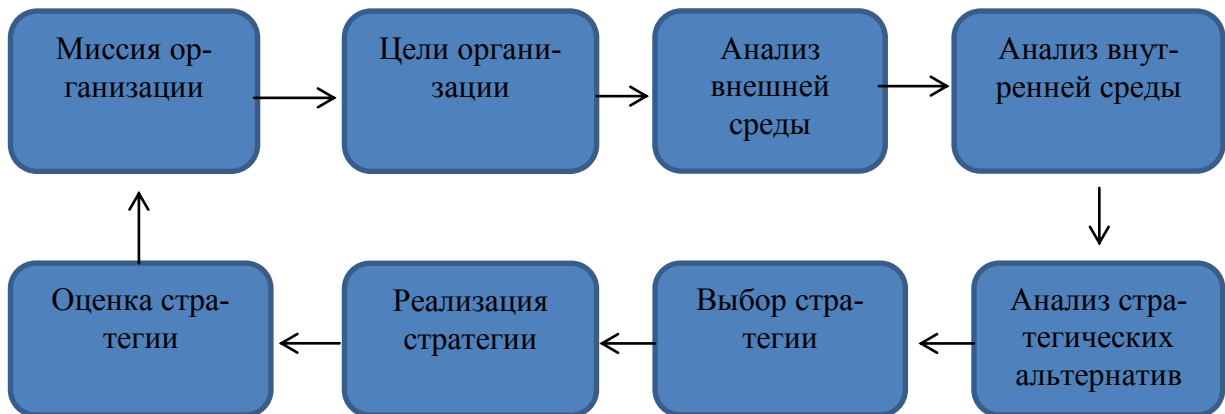 Миссия ор-
ганизации
Цели органи-
зации
Анализ
внешней
среды
Анализ внут-
ренней среды
Оценка стра-
тегии
Реализация
стратегии
Выбор стра-
тегии
Анализ стра-
тегических
альтернатив